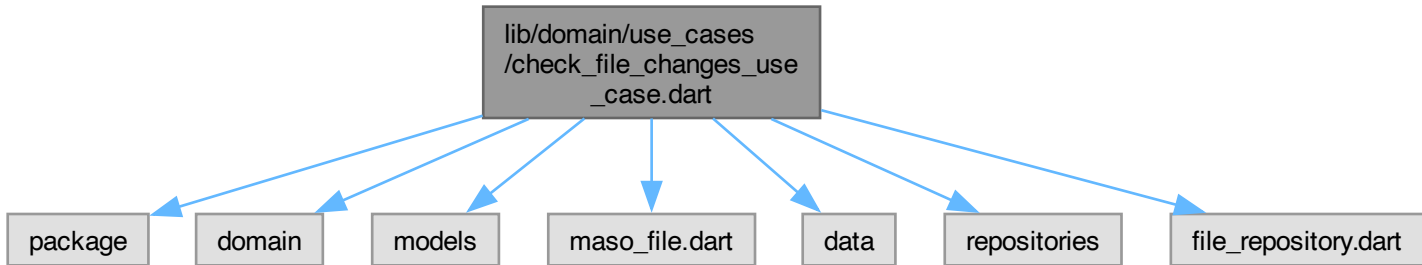 lib/domain/use_cases
/check_file_changes_use
_case.dart
package
domain
models
maso_file.dart
data
repositories
file_repository.dart